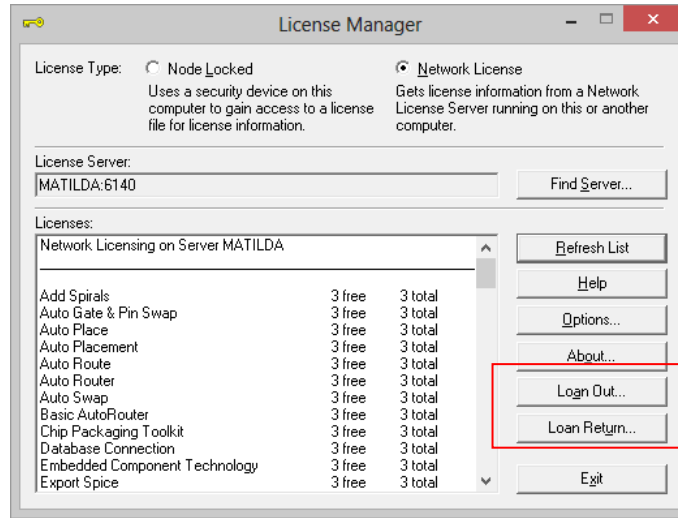 License Manager
License Type:
Node Locked
Uses a security device on this
computer to gain access to a license
file for license information.
Network License
Gets license information from a Network
License Server running on this or another
computer.
License Server:
MATILDA:6140
Find Server...
Licenses:
Network Licensing on Server MATILDA
Add Spirals 3 free 3 total
Auto Gate & Pin Swap 3 free 3 total
Auto Place 3 free 3 total
Auto Placement 3 free 3 total
Auto Route 3 free 3 total
Auto Router 3 free 3 total
Auto Swap 3 free 3 total
Basic AutoRouter 3 free 3 total
Chip Packaging Toolkit 3 free 3 total
Database Connection 3 free 3 total
Embedded Component Technology 3 free 3 total
Export Spice 3 free 3 total
Refresh List
Help
Options...
About...
Loan Out...
Loan Return...
Exit